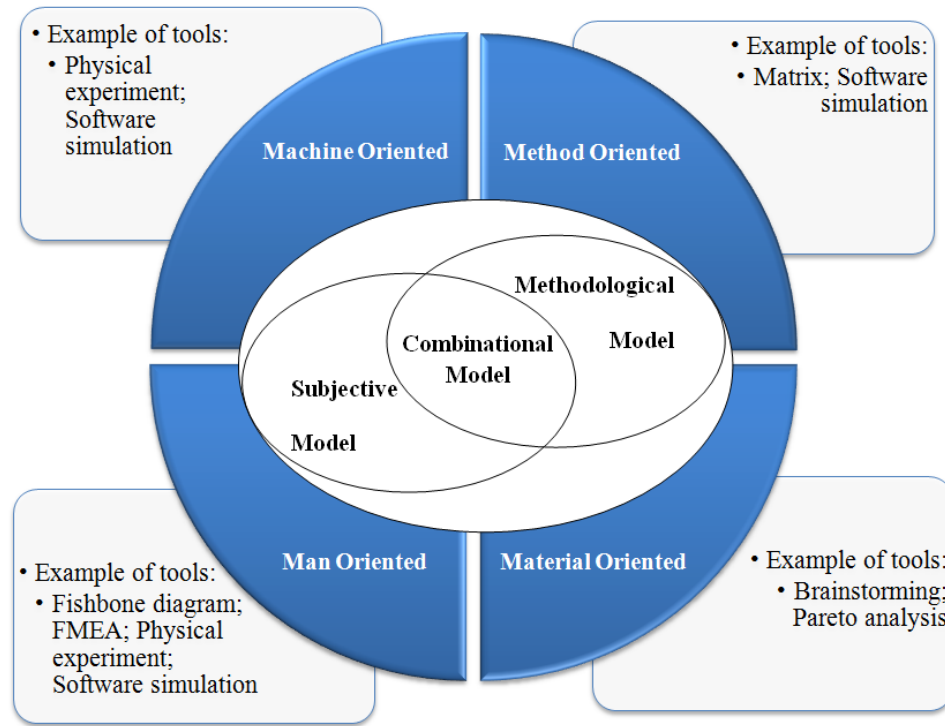 • Example of tools:
• Physical
experiment;
Software
simulation
• Example of tools:
• Matrix; Software
simulation
Machine Oriented
Method Oriented
Methodological
Model
Combinational
Model
Subjective
Model
Man Oriented
Material Oriented
• Example of tools:
• Fishbone diagram;
FMEA; Physical
experiment;
Software simulation
• Example of tools:
• Brainstorming;
Pareto analysis